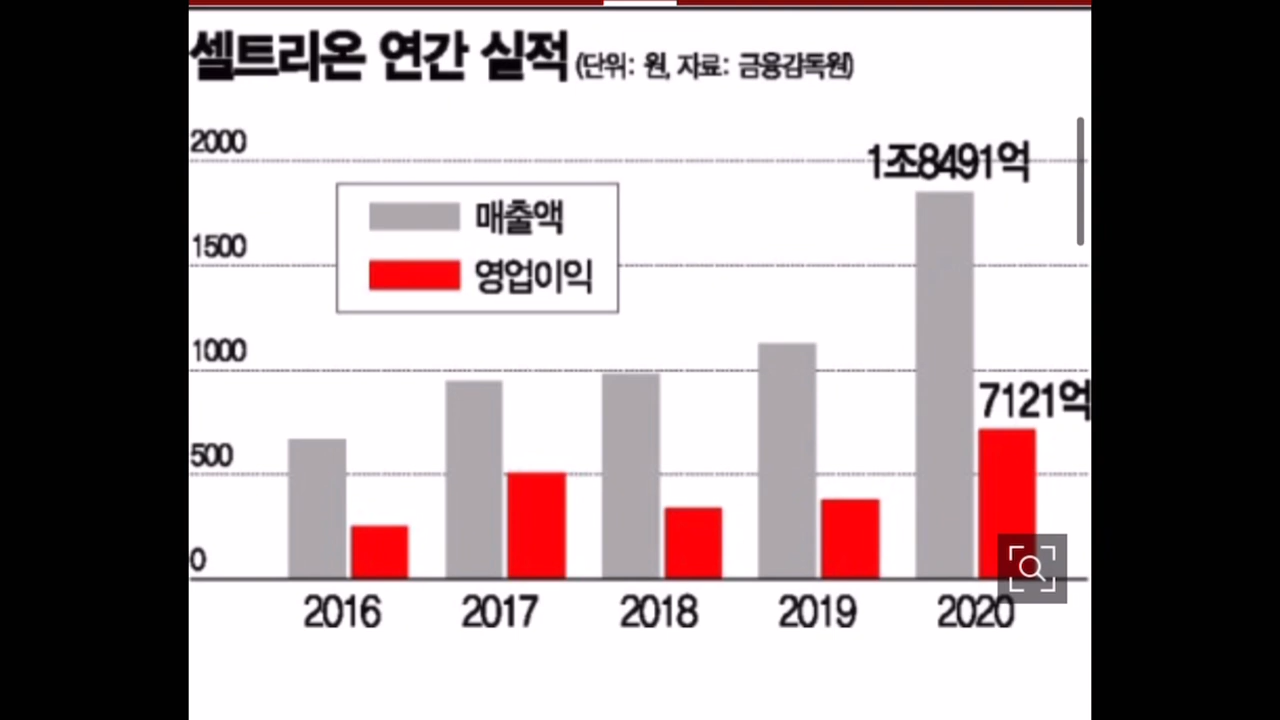 셀트리온 연간 실적 (단위: 원, 자료: 금융감독원)
2000
1조8491억
매출액
1500
영업이익
1000
7121억
500
0
2016 2017 2018 2019 2020